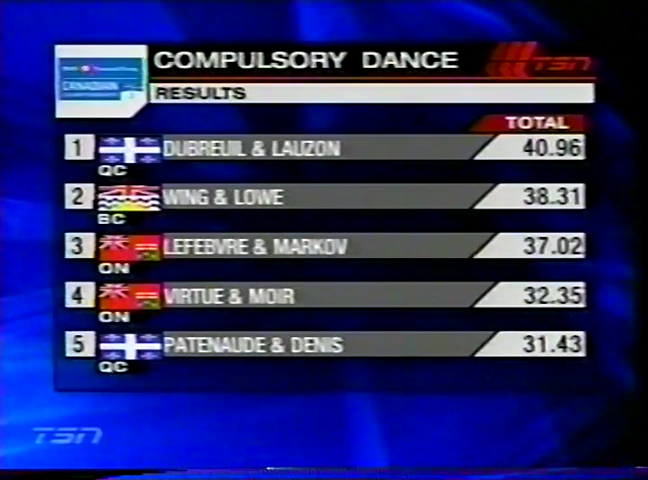 COMPULSORY DANCE
TSN
CANADIAN
RESULTS
TOTAL
1 DUBREUIL & LAUZON 40.96
QC
2 WING & LOWE 38.31
BC
3 LEFEBVRE & MARKOV 37.02
ON
4 VIRTUE & MOIR 32.35
ON
5 PATENAUDE & DENIS 31.43
QC
TSN